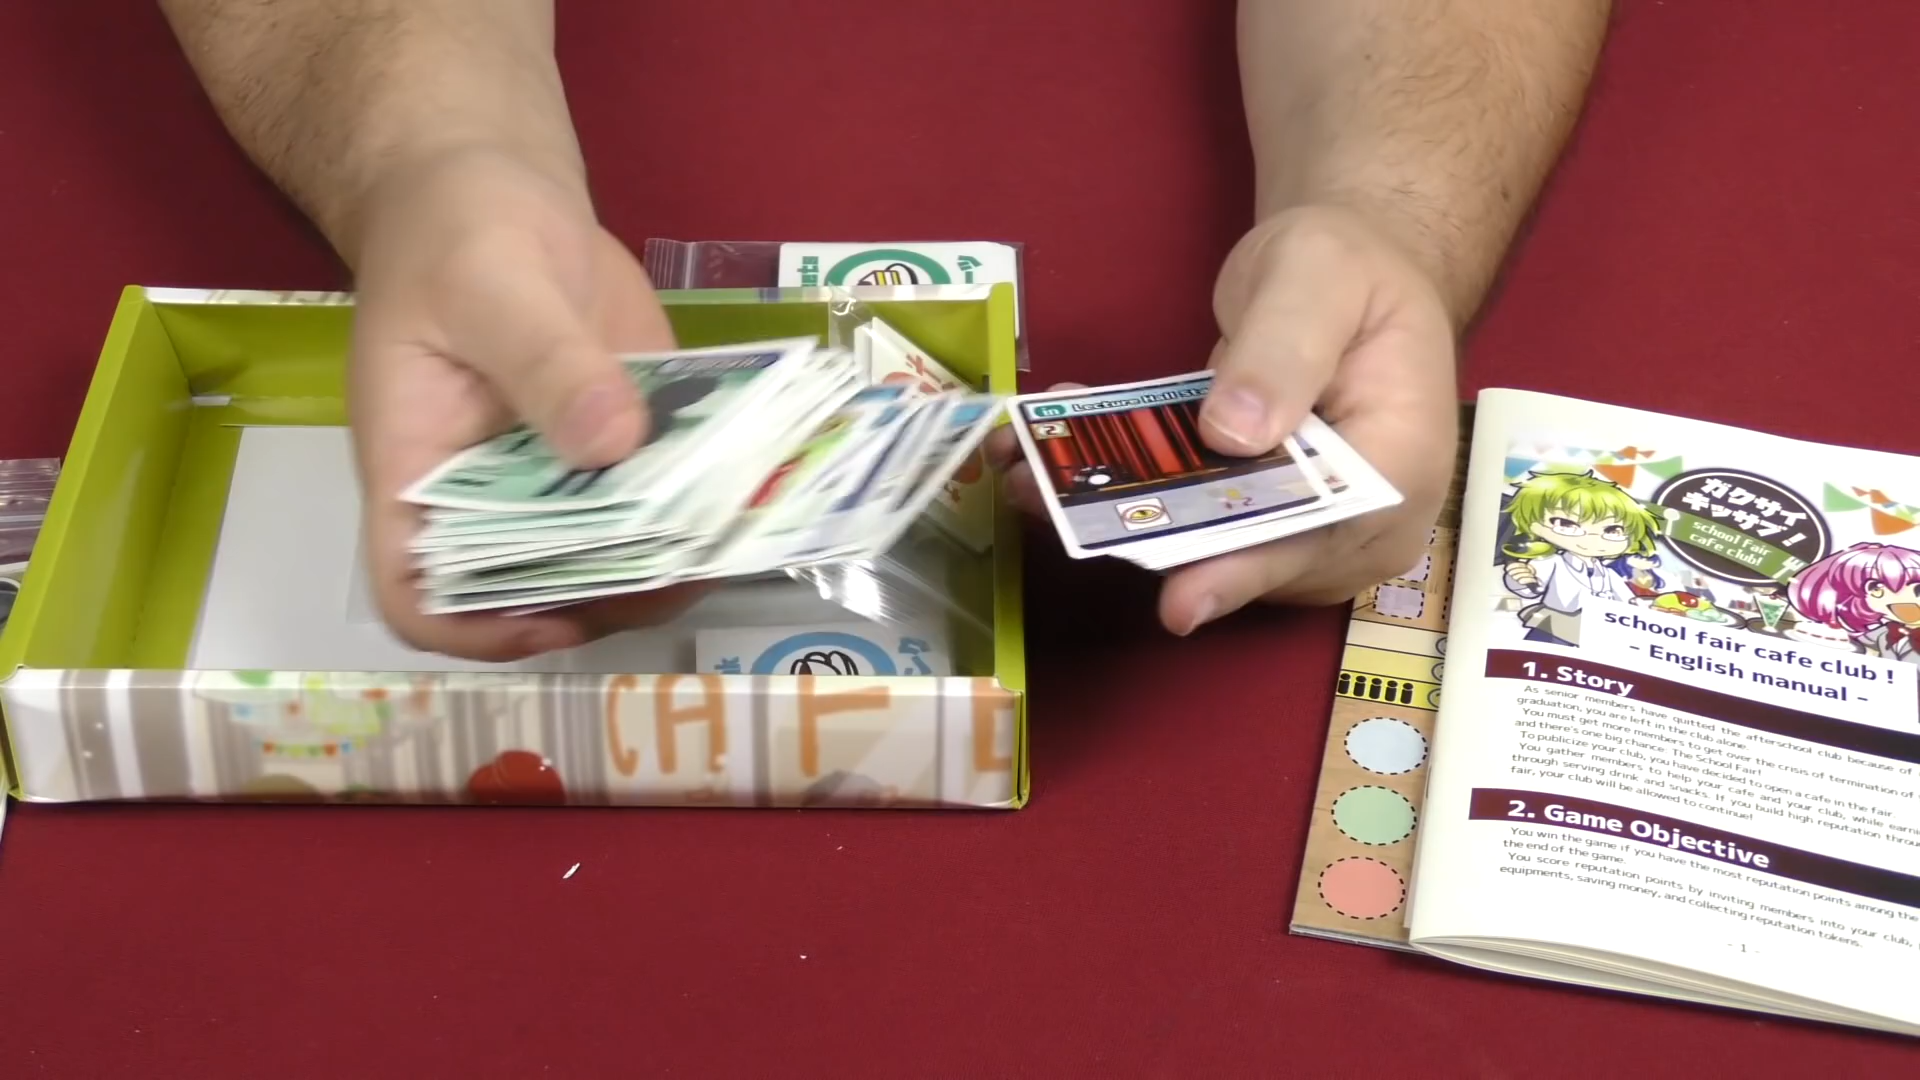 in Lecture Hall
2
2
CAFE
ガクサイ
キッサブ!
school fair
cafe club!
school fair cafe club !
- English manual -
1. Story
As senior members have quitted the afterschool club because of
graduation, you are left in the club alone.
You must get more members to get over the crisis of termination of
and there's one big chance: The School Fair!
To publicize your club, you have decided to open a cafe in the fair.
You gather members to help your cafe and your club, while
through serving drink and snacks. If you build high reputation
fair, your club will be allowed to continue!
2. Game Objective
You win the game if you have the most reputation points among the
the end of the game.
You score reputation points by inviting members into your club,
equipments, saving money, and collecting reputation tokens.
- 1 -